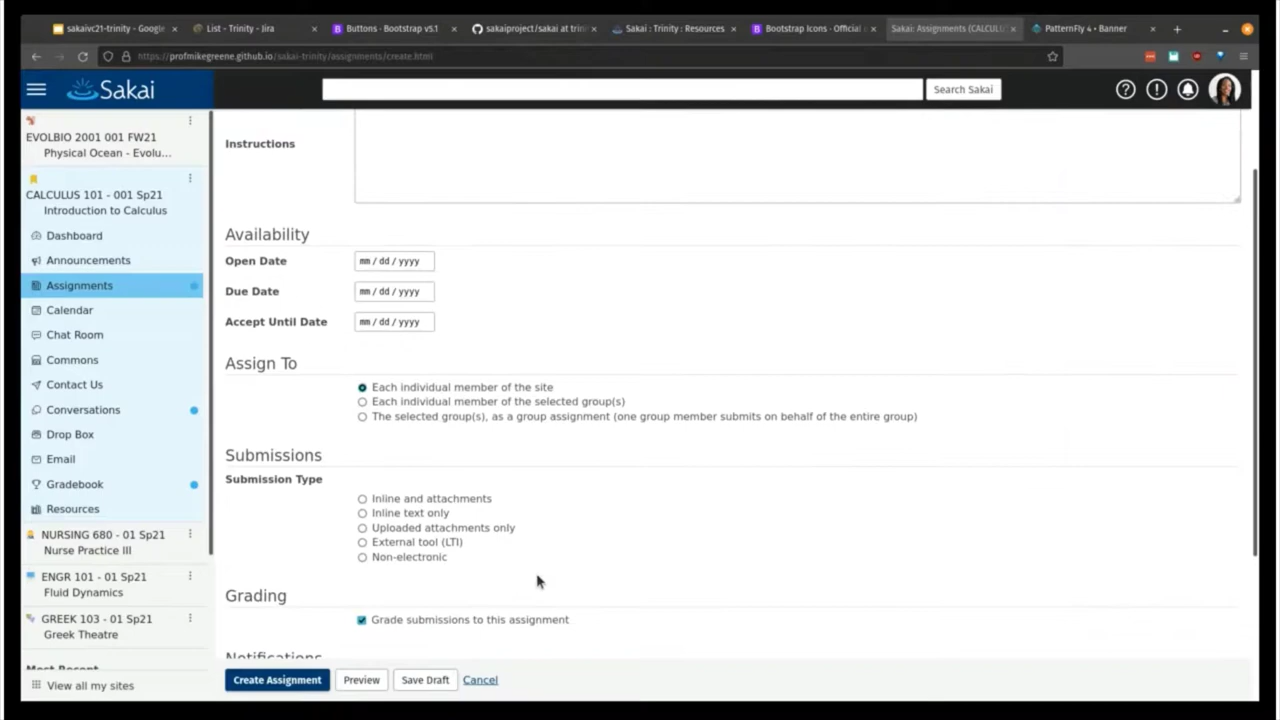 sakaivc21-trinity - Google
List - Trinity - Jira
Buttons · Bootstrap v5.1
sakaiproject/sakai at trini
Sakai : Trinity : Resources
Bootstrap Icons · Official o
Sakai: Assignments (CALCULU
PatternFly 4 • Banner
https://profmikegreene.github.io/sakai-trinity/assignments/create.html
Sakai
Search Sakai
EVOLBIO 2001 001 FW21
Physical Ocean - Evolu...
CALCULUS 101 - 001 Sp21
Introduction to Calculus
Dashboard
Announcements
Assignments
Calendar
Chat Room
Commons
Contact Us
Conversations
Drop Box
Email
Gradebook
Resources
NURSING 680 - 01 Sp21
Nurse Practice III
ENGR 101 - 01 Sp21
Fluid Dynamics
GREEK 103 - 01 Sp21
Greek Theatre
Most Recent
View all my sites
Instructions
Availability
Open Date mm / dd / yyyy
Due Date mm / dd / yyyy
Accept Until Date mm / dd / yyyy
Assign To
Each individual member of the site
Each individual member of the selected group(s)
The selected group(s), as a group assignment (one group member submits on behalf of the entire group)
Submissions
Submission Type
Inline and attachments
Inline text only
Uploaded attachments only
External tool (LTI)
Non-electronic
Grading
Grade submissions to this assignment
Notifications
Create Assignment Preview Save Draft Cancel